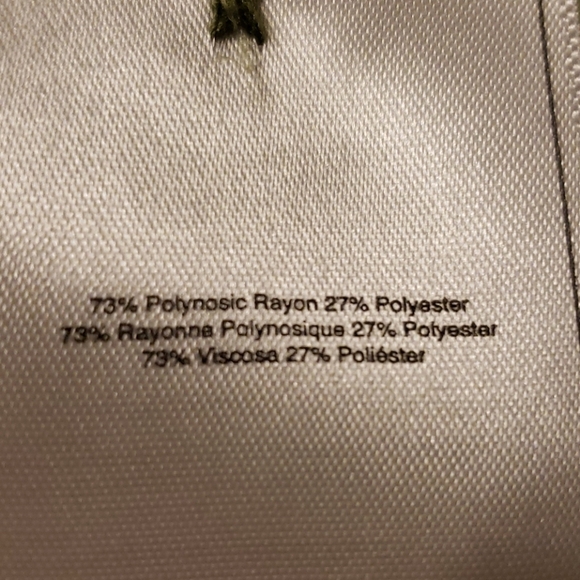 73% Polynosic Rayon 27% Polyester
73% Rayonne Polynosique 27% Polyester
73% Viscosa 27% Poliéster